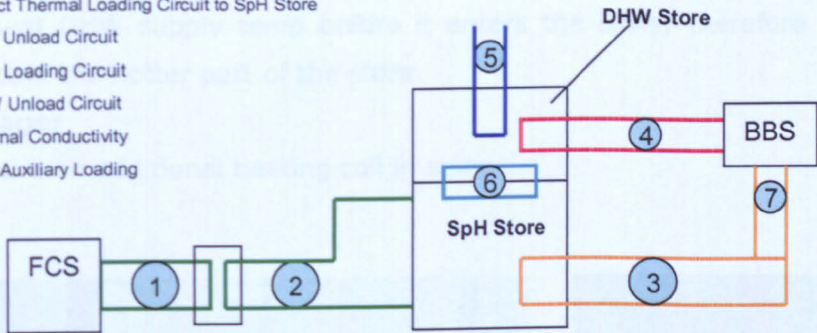 ct Thermal Loading Circuit to SpH Store
Unload Circuit
Loading Circuit
Unload Circuit
nal Conductivity
Auxiliary Loading
DHW Store
5
4
BBS
6
7
SpH Store
FCS
1
2
3